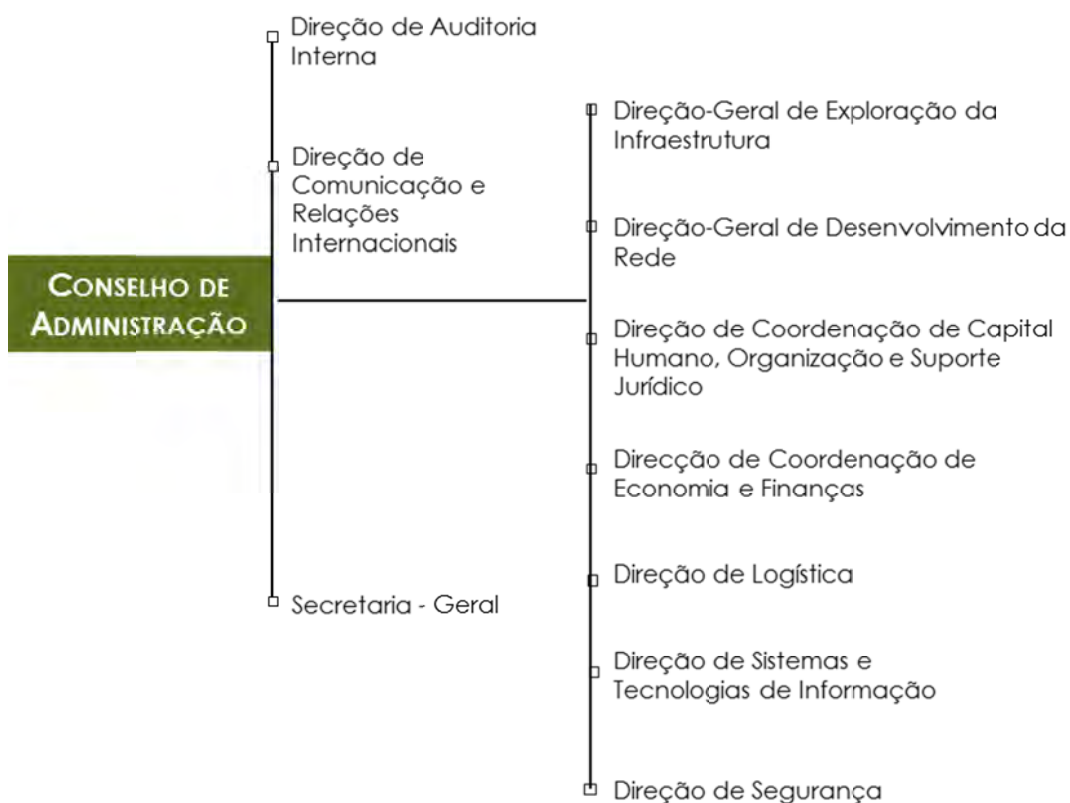 Direção de Auditoria
Interna
Direção de
Comunicação e
Relações
Internacionais
CONSELHO DE
ADMINISTRAÇÃO
Secretaria - Geral
Direção-Geral de Exploração da
Infraestrutura
Direção-Geral de Desenvolvimento da
Rede
Direção de Coordenação de Capital
Humano, Organização e Suporte
Jurídico
Direcção de Coordenação de
Economia e Finanças
Direção de Logística
Direção de Sistemas e
Tecnologias de Informação
Direção de Segurança